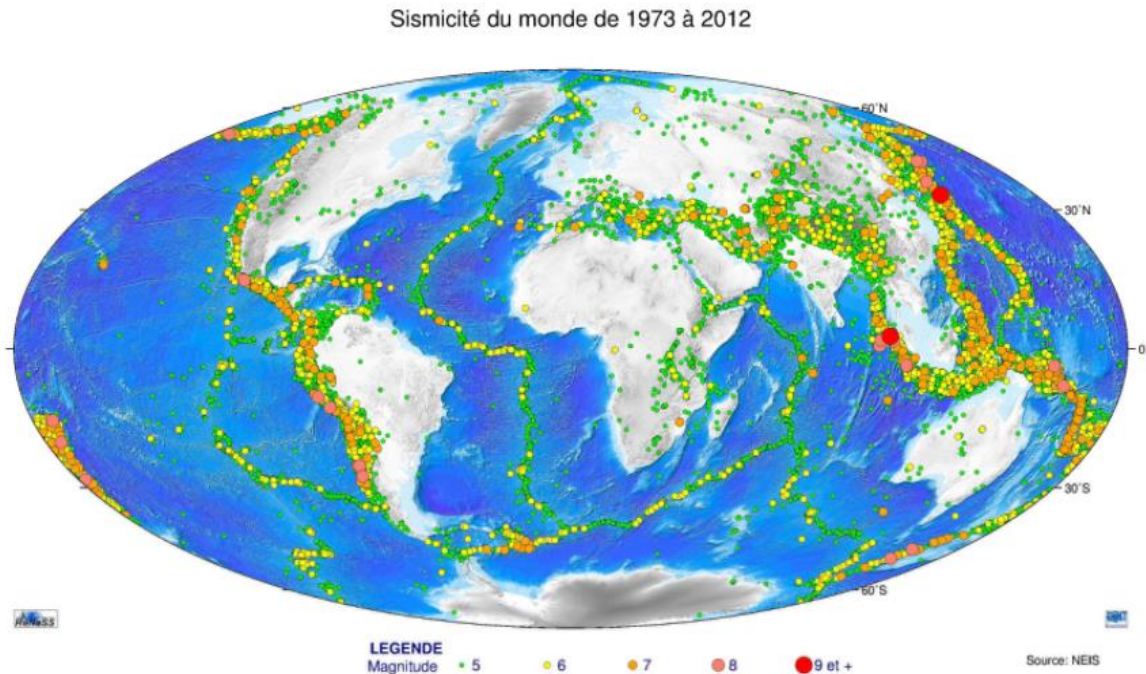 Sismicité du monde de 1973 à 2012
60°N
30°N
0°
30°S
60°S
ReNaSS
LEGENDE
Magnitude 5 6 7 8 9 et +
Source: NEIS